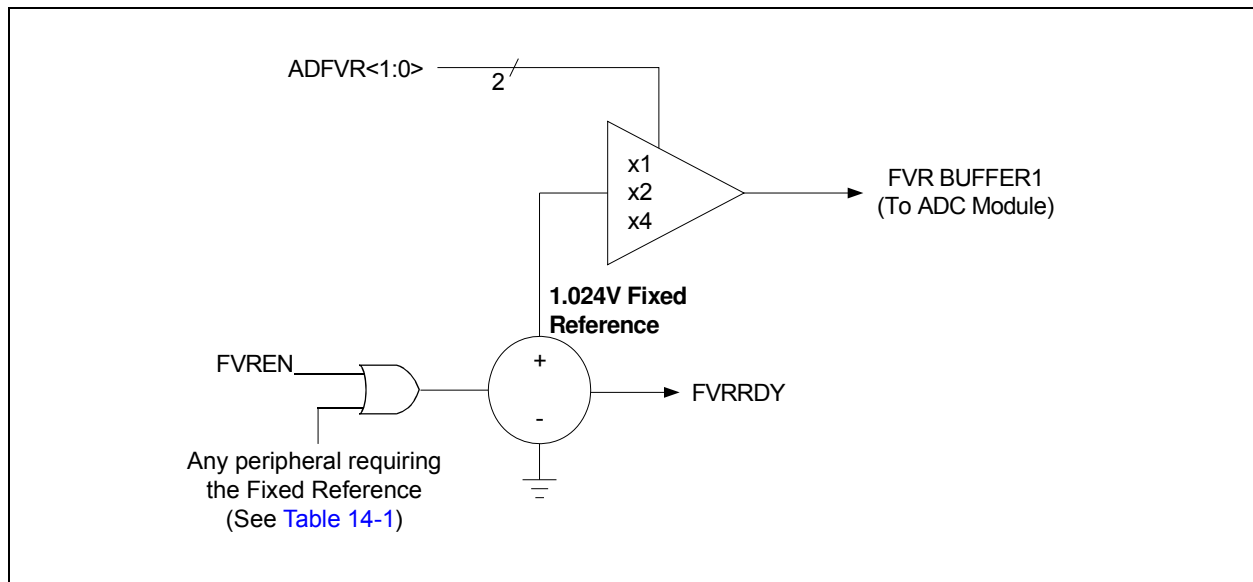 ADFVR<1:0>
2
x1
x2
x4
FVR BUFFER1
(To ADC Module)
1.024V Fixed
Reference
FVREN
+
-
FVRRDY
Any peripheral requiring
the Fixed Reference
(See Table 14-1)